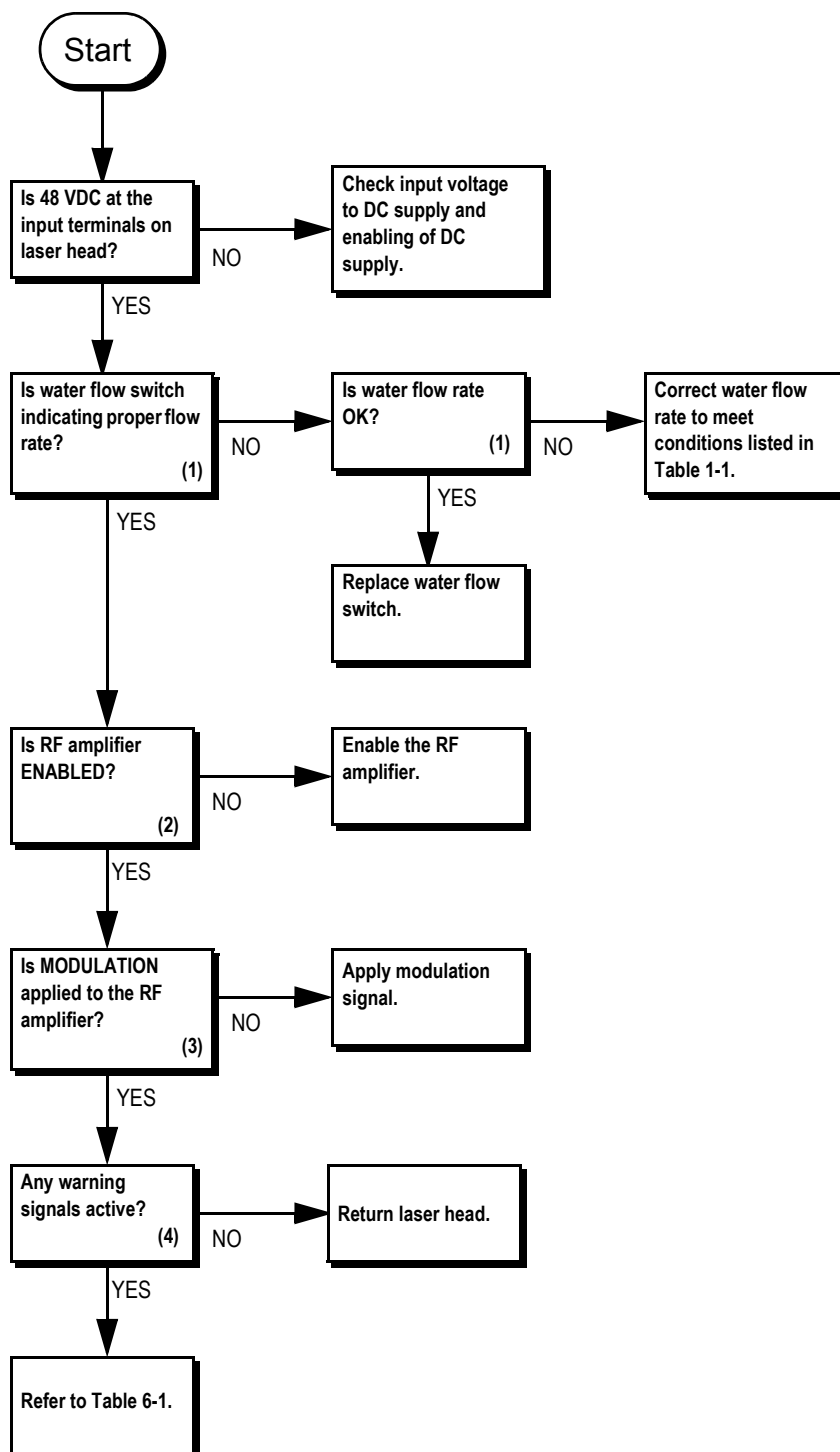 Start
Is 48 VDC at the
input terminals on
laser head?
NO
Check input voltage
to DC supply and
enabling of DC
supply.
YES
Is water flow switch
indicating proper flow
rate?
(1)
NO
Is water flow rate
OK?
(1)
NO
Correct water flow
rate to meet
conditions listed in
Table 1-1.
YES
YES
Replace water flow
switch.
Is RF amplifier
ENABLED?
(2)
NO
Enable the RF
amplifier.
YES
Is MODULATION
applied to the RF
amplifier?
(3)
NO
Apply modulation
signal.
YES
Any warning
signals active?
(4)
NO
Return laser head.
YES
Refer to Table 6-1.